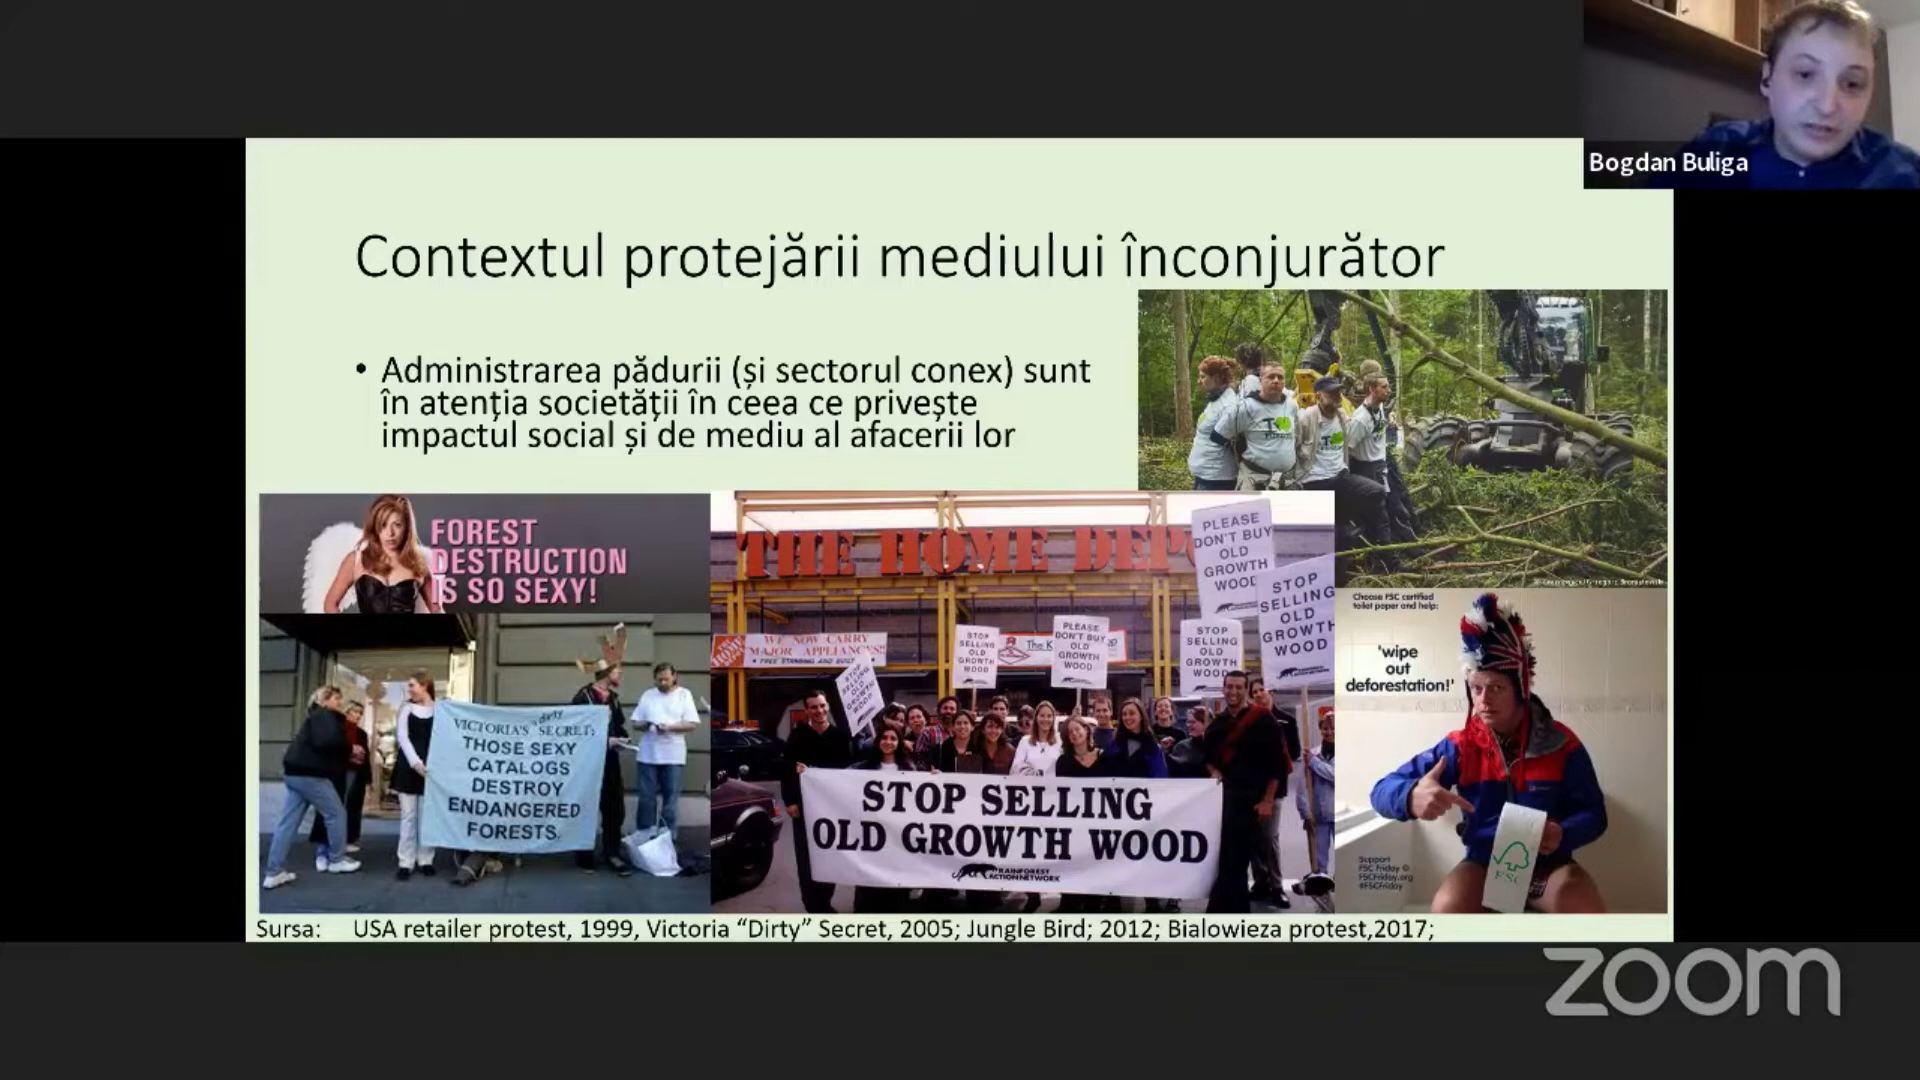 Bogdan Buliga
Contextul protejării mediului înconjurător
• Administrarea pădurii (și sectorul conex) sunt
în atenția societății în ceea ce privește
impactul social și de mediu al afacerii lor
FOREST
DESTRUCTION
IS SO SEXY!
dirty
VICTORIA'S SECRET:
THOSE SEXY
CATALOGS
DESTROY
ENDANGERED
FORESTS.
THE HOME DEP
WE NOW CARRY
MAJOR APPLIANCES!!
STOP
SELLING
OLD
GROWTH
WOOD
STOP
SELLING
OLD
GROWTH
WOOD
PLEASE
DON'T BUY
OLD
GROWTH
WOOD
STOP
SELLING
OLD
GROWTH
WOOD
PLEASE
DON'T BUY
OLD
GROWTH
WOOD
STOP
SELLING
OLD
GROWTH
WOOD
STOP SELLING
OLD GROWTH WOOD
RAINFOREST
ACTION NETWORK
Choose FSC certified
toilet paper and help:
'wipe
out
deforestation!'
Support
FSC Friday
FSCFriday.org
#FSCFriday
FSC
Sursa: USA retailer protest, 1999, Victoria “Dirty” Secret, 2005; Jungle Bird; 2012; Bialowieza protest,2017;
zoom